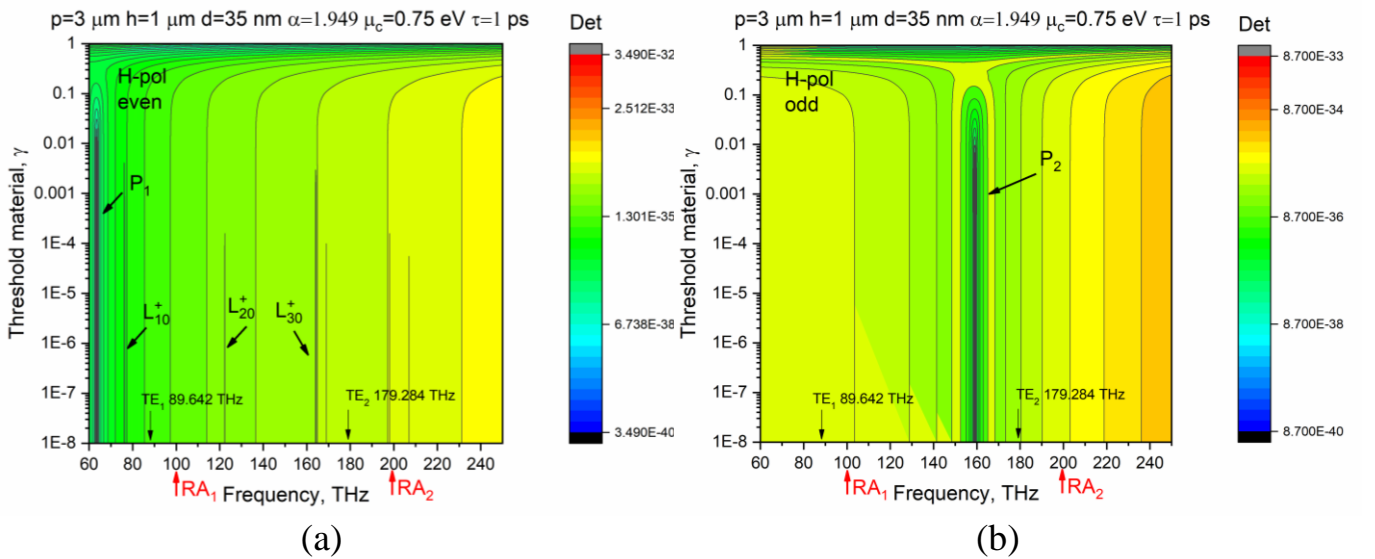 p=3 μm h=1 μm d=35 nm α=1.949 μc=0.75 eV τ=1 ps
Det
H-pol
even
P1
L+10
L+20
L+30
TE1 89.642 THz
TE2 179.284 THz
Threshold material, γ
1
0.1
0.01
0.001
1E-4
1E-5
1E-6
1E-7
1E-8
60 80 100 120 140 160 180 200 220 240
RA1 Frequency, THz RA2
3.490E-32
2.512E-33
1.301E-35
6.738E-38
3.490E-40
(a)
p=3 μm h=1 μm d=35 nm α=1.949 μc=0.75 eV τ=1 ps
Det
H-pol
odd
P2
TE1 89.642 THz
TE2 179.284 THz
Threshold material, γ
1
0.1
0.01
0.001
1E-4
1E-5
1E-6
1E-7
1E-8
60 80 100 120 140 160 180 200 220 240
RA1 Frequency, THz RA2
8.700E-33
8.700E-34
8.700E-36
8.700E-38
8.700E-40
(b)